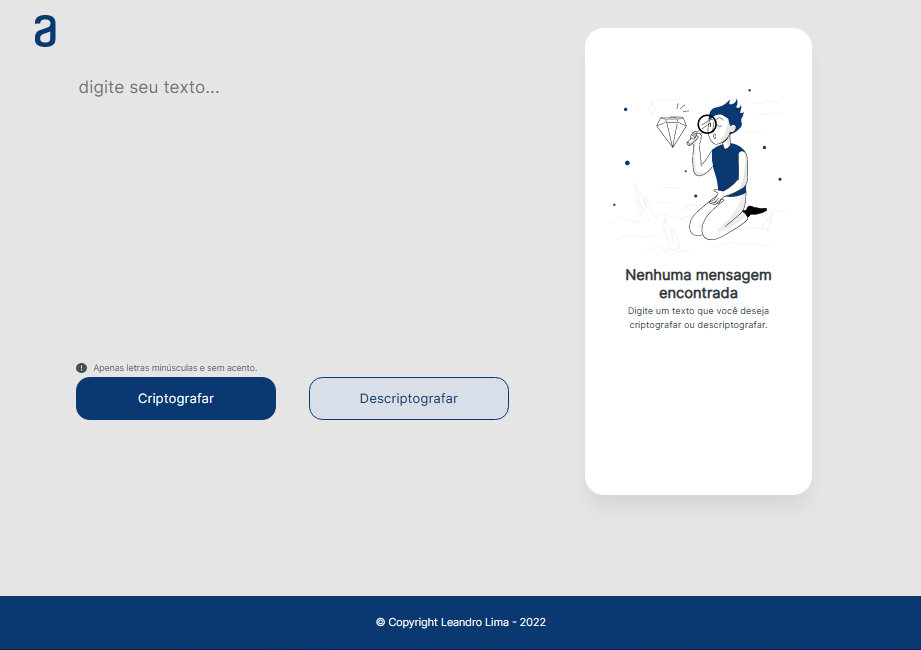 a
digite seu texto...
Nenhuma mensagem
encontrada
Digite um texto que você deseja
criptografar ou descriptografar.
Apenas letras minúsculas e sem acento.
Criptografar
Descriptografar
© Copyright Leandro Lima - 2022